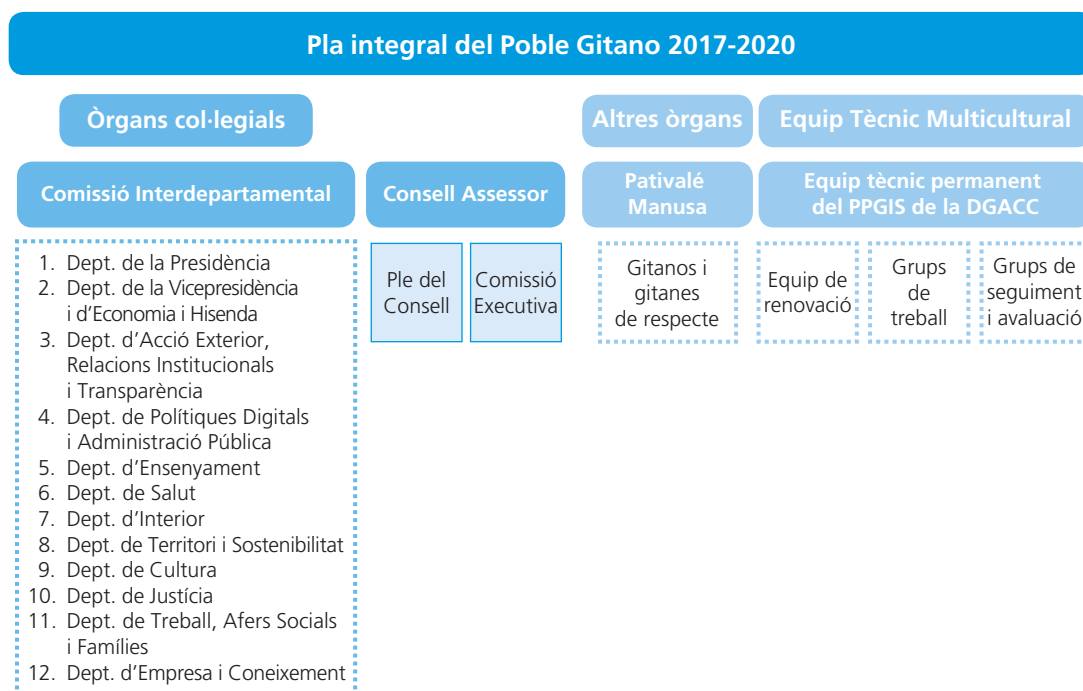 Pla integral del Poble Gitano 2017-2020
Òrgans col·legials
Altres òrgans
Equip Tècnic Multicultural
Comissió Interdepartamental
Consell Assessor
Pativalé
Manusa
Equip tècnic permanent
del PPGIS de la DGACC
1. Dept. de la Presidència
2. Dept. de la Vicepresidència
i d’Economia i Hisenda
3. Dept. d’Acció Exterior,
Relacions Institucionals
i Transparència
4. Dept. de Polítiques Digitals
i Administració Pública
5. Dept. d’Ensenyament
6. Dept. de Salut
7. Dept. d’Interior
8. Dept. de Territori i Sostenibilitat
9. Dept. de Cultura
10. Dept. de Justícia
11. Dept. de Treball, Afers Socials
i Famílies
12. Dept. d’Empresa i Coneixement
Ple del
Consell
Comissió
Executiva
Gitanos i
gitanes
de respecte
Equip de
renovació
Grups
de
treball
Grups de
seguiment
i avaluació